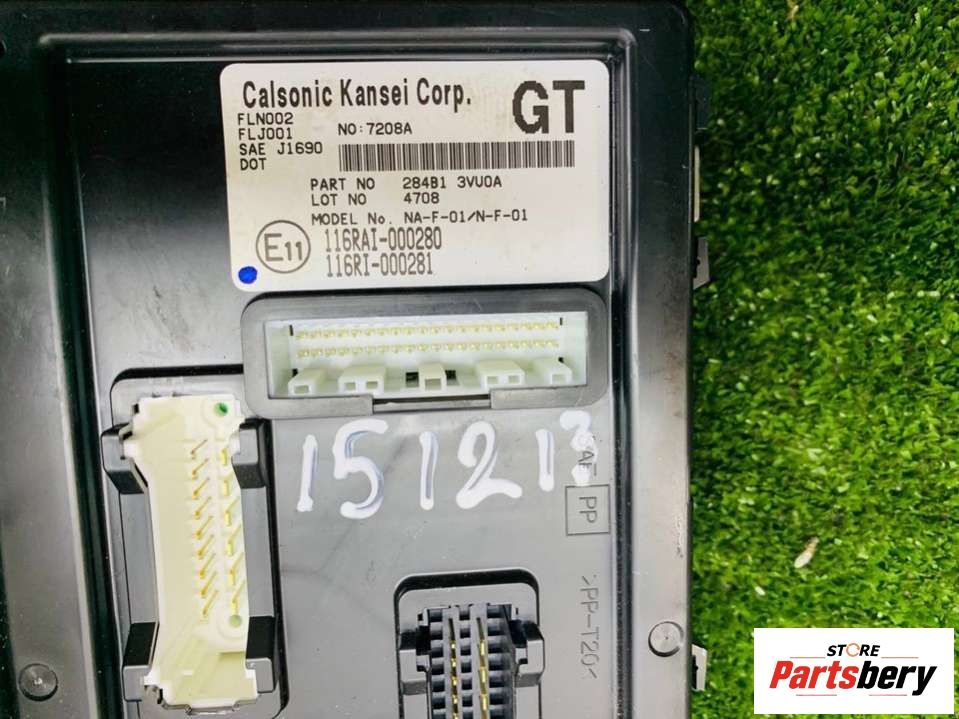 Calsonic Kansei Corp.
GT
FLN002
FLJ001
NO:7208A
SAE J1690
DOT
PART NO 284B1 3VU0A
LOT NO 4708
MODEL No. NA-F-01/N-F-01
E11
116RAI-000280
116RI-000281
151213
PP
>PP-T20<
STORE
Partsbery